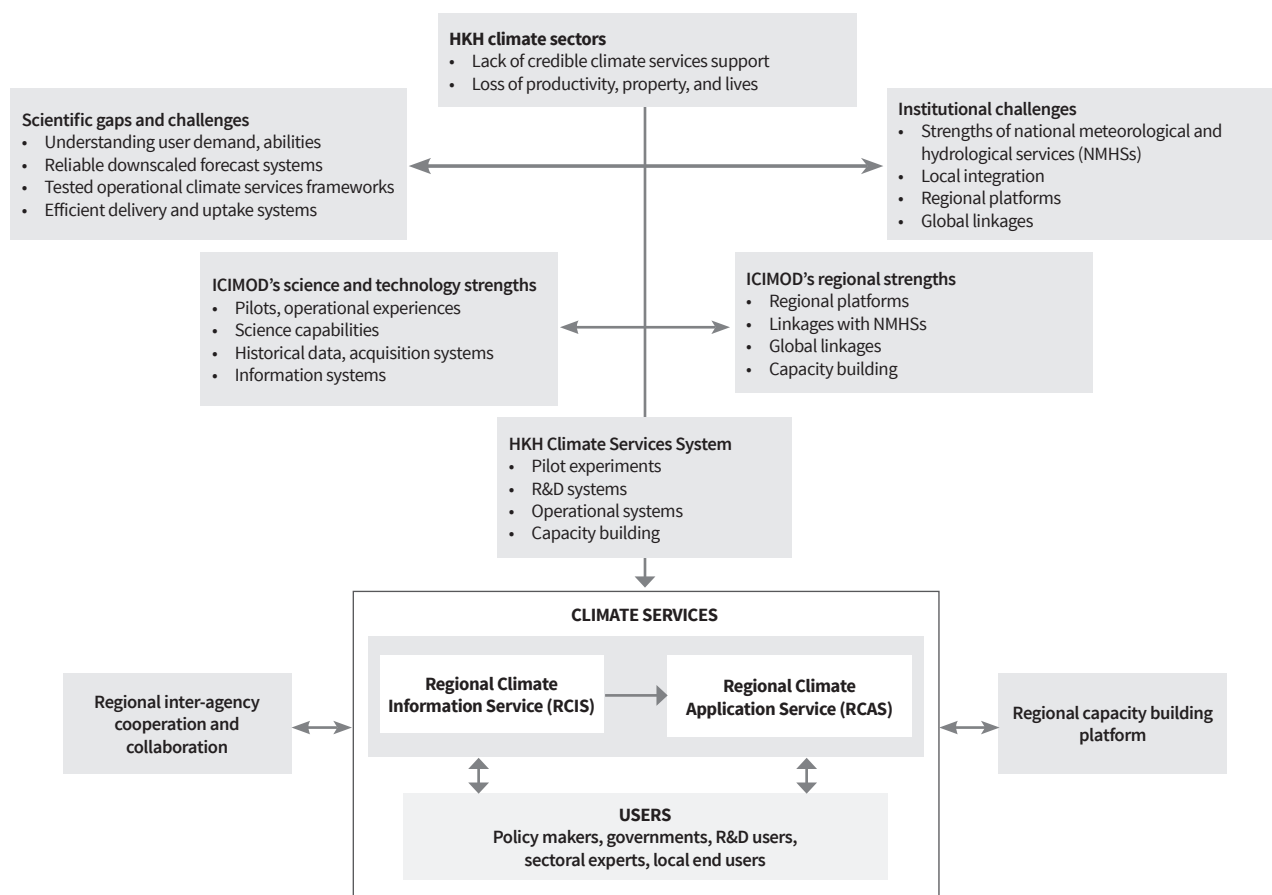 HKH climate sectors
• Lack of credible climate services support
• Loss of productivity, property, and lives
Scientific gaps and challenges
• Understanding user demand, abilities
• Reliable downscaled forecast systems
• Tested operational climate services frameworks
• Efficient delivery and uptake systems
Institutional challenges
• Strengths of national meteorological and
hydrological services (NMHSs)
• Local integration
• Regional platforms
• Global linkages
ICIMOD's science and technology strengths
• Pilots, operational experiences
• Science capabilities
• Historical data, acquisition systems
• Information systems
ICIMOD's regional strengths
• Regional platforms
• Linkages with NMHSs
• Global linkages
• Capacity building
HKH Climate Services System
• Pilot experiments
• R&D systems
• Operational systems
• Capacity building
CLIMATE SERVICES
Regional Climate
Information Service (RCIS)
Regional Climate
Application Service (RCAS)
Regional inter-agency
cooperation and
collaboration
Regional capacity building
platform
USERS
Policy makers, governments, R&D users,
sectoral experts, local end users